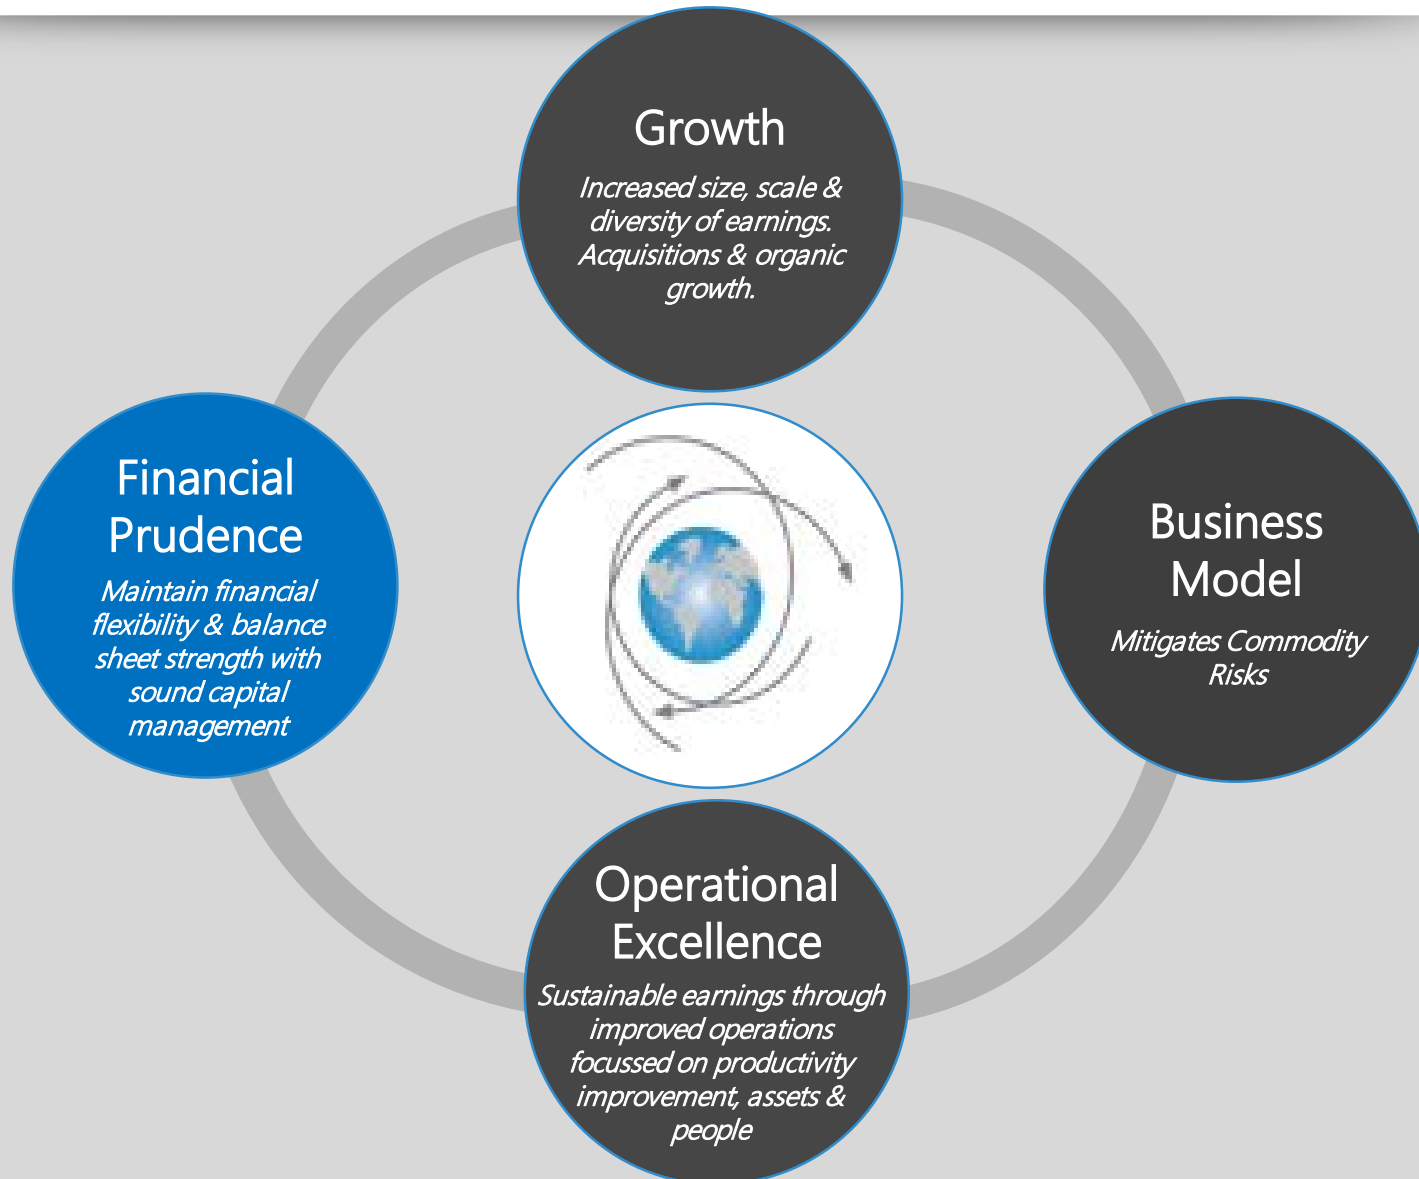 Growth
Increased size, scale &
diversity of earnings.
Acquisitions & organic
growth.
Financial
Prudence
Maintain financial
flexibility & balance
sheet strength with
sound capital
management
Business
Model
Mitigates Commodity
Risks
Operational
Excellence
Sustainable earnings through
improved operations
focussed on productivity
improvement, assets &
people